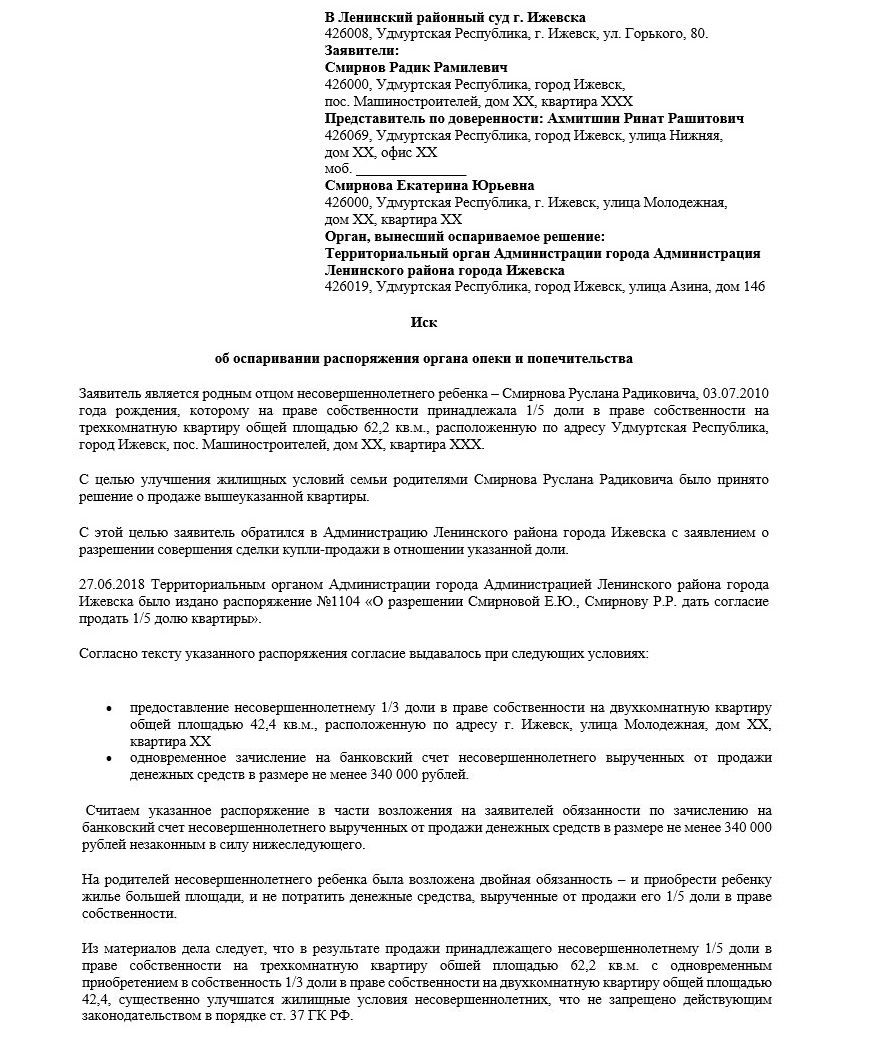 В Ленинский районный суд г. Ижевска
426008, Удмуртская Республика, г. Ижевск, ул. Горького, 80.
Заявители:
Смирнов Радик Рамилевич
426000, Удмуртская Республика, город Ижевск,
пос. Машиностроителей, дом ХХ, квартира ХХХ
Представитель по доверенности: Ахмитшин Ринат Рашитович
426069, Удмуртская Республика, город Ижевск, улица Нижняя,
дом ХХ, офис ХХ
моб. _______________
Смирнова Екатерина Юрьевна
426000, Удмуртская Республика, г. Ижевск, улица Молодежная,
дом ХХ, квартира ХХ
Орган, вынесший оспариваемое решение:
Территориальный орган Администрации города Администрация
Ленинского района города Ижевска
426019, Удмуртская Республика, город Ижевск, улица Азина, дом 146
Иск
об оспаривании распоряжения органа опеки и попечительства
Заявитель является родным отцом несовершеннолетнего ребенка – Смирнова Руслана Радиковича, 03.07.2010
года рождения, которому на праве собственности принадлежала 1/5 доли в праве собственности на
трехкомнатную квартиру общей площадью 62,2 кв.м., расположенную по адресу Удмуртская Республика,
город Ижевск, пос. Машиностроителей, дом ХХ, квартира ХХХ.
С целью улучшения жилищных условий семьи родителями Смирнова Руслана Радиковича было принято
решение о продаже вышеуказанной квартиры.
С этой целью заявитель обратился в Администрацию Ленинского района города Ижевска с заявлением о
разрешении совершения сделки купли-продажи в отношении указанной доли.
27.06.2018 Территориальным органом Администрации города Администрацией Ленинского района города
Ижевска было издано распоряжение №1104 «О разрешении Смирновой Е.Ю., Смирнову Р.Р. дать согласие
продать 1/5 долю квартиры».
Согласно тексту указанного распоряжения согласие выдавалось при следующих условиях:
• предоставление несовершеннолетнему 1/3 доли в праве собственности на двухкомнатную квартиру
общей площадью 42,4 кв.м., расположенную по адресу г. Ижевск, улица Молодежная, дом ХХ,
квартира ХХ
• одновременное зачисление на банковский счет несовершеннолетнего вырученных от продажи
денежных средств в размере не менее 340 000 рублей.
Считаем указанное распоряжение в части возложения на заявителей обязанности по зачислению на
банковский счет несовершеннолетнего вырученных от продажи денежных средств в размере не менее 340 000
рублей незаконным в силу нижеследующего.
На родителей несовершеннолетнего ребенка была возложена двойная обязанность – и приобрести ребенку
жилье большей площади, и не потратить денежные средства, вырученные от продажи его 1/5 доли в праве
собственности.
Из материалов дела следует, что в результате продажи принадлежащего несовершеннолетнему 1/5 доли в
праве собственности на трехкомнатную квартиру общей площадью 62,2 кв.м. с одновременным
приобретением в собственность 1/3 доли в праве собственности на двухкомнатную квартиру общей площадью
42,4, существенно улучшатся жилищные условия несовершеннолетних, что не запрещено действующим
законодательством в порядке ст. 37 ГК РФ.